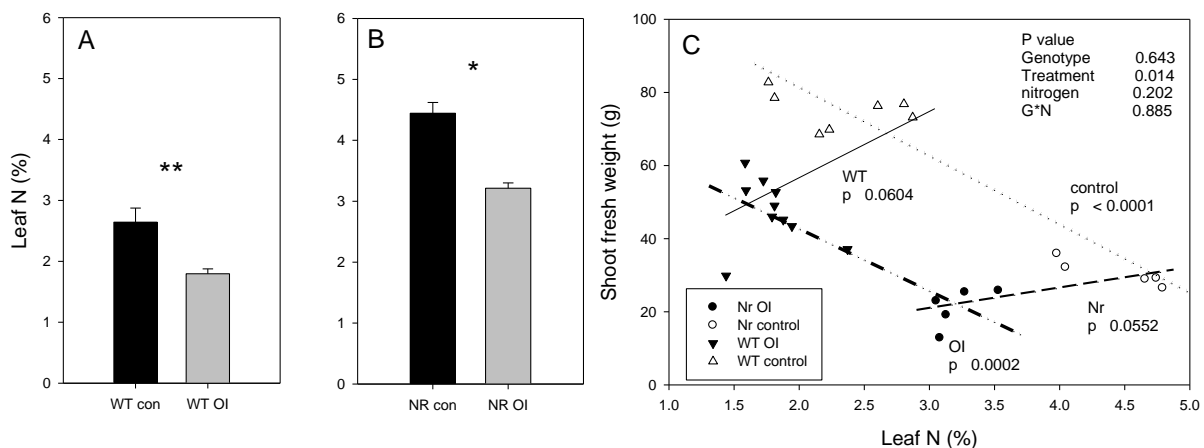 A
Leaf N (%)
6
5
4
3
2
1
0
**
WT con
WT OI
B
6
5
4
3
2
1
0
*
NR con
NR OI
C
Shoot fresh weight (g)
100
80
60
40
20
0
P value
Genotype 0.643
Treatment 0.014
nitrogen 0.202
G*N 0.885
WT
p 0.0604
control
p < 0.0001
Nr
p 0.0552
OI
p 0.0002
Nr OI
Nr control
WT OI
WT control
1.0 1.5 2.0 2.5 3.0 3.5 4.0 4.5 5.0
Leaf N (%)